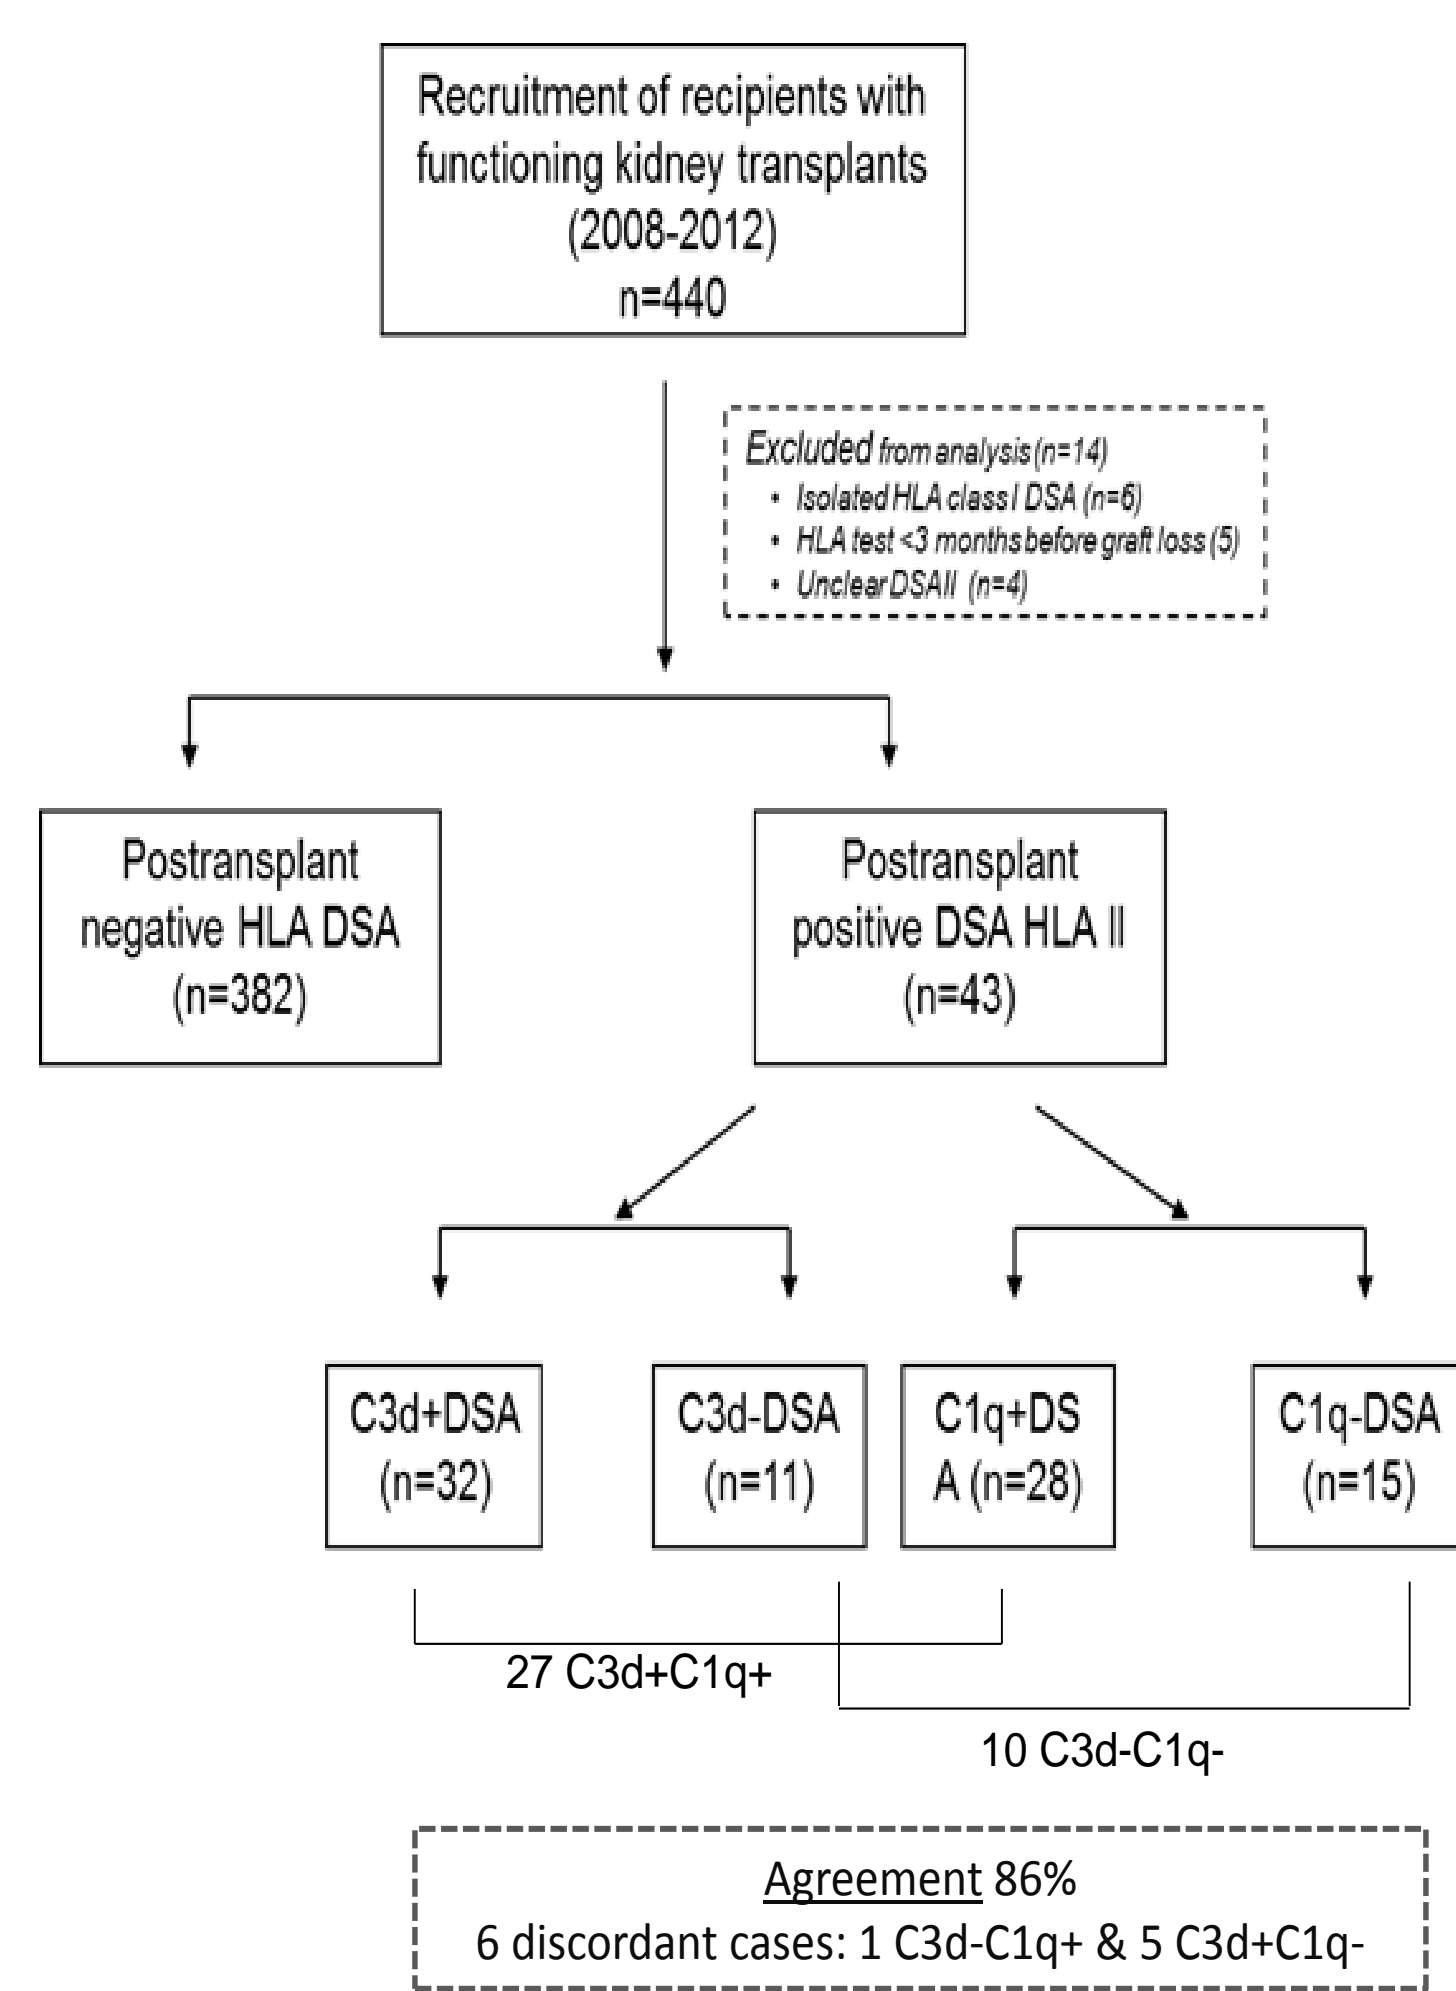 Recruitment of recipients with
functioning kidney transplants
(2008-2012)
n=440
Excluded from analysis (n=14)
• Isolated HLA class I DSA (n=6)
• HLA test <3 months before graft loss (5)
• Unclear DSAII (n=4)
Postransplant
negative HLA DSA
(n=382)
Postransplant
positive DSA HLA II
(n=43)
C3d+DSA
(n=32)
C3d-DSA
(n=11)
C1q+DS
A (n=28)
C1q-DSA
(n=15)
27 C3d+C1q+
10 C3d-C1q-
Agreement 86%
6 discordant cases: 1 C3d-C1q+ & 5 C3d+C1q-